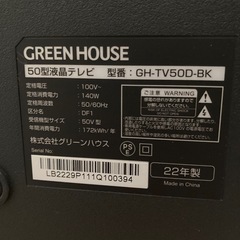 GREEN HOUSE
50型液晶テレビ 型番：GH-TV50D-BK
定格電圧：100V~
定格消費電力：140W
定格周波数：50/60Hz
区分名：DF1
受信機型サイズ：50V型
年間消費電力量：172kWh/年
株式会社グリーンハウス
Serial No.
LB2229P111Q100394
PS
E
22年製
Made in China